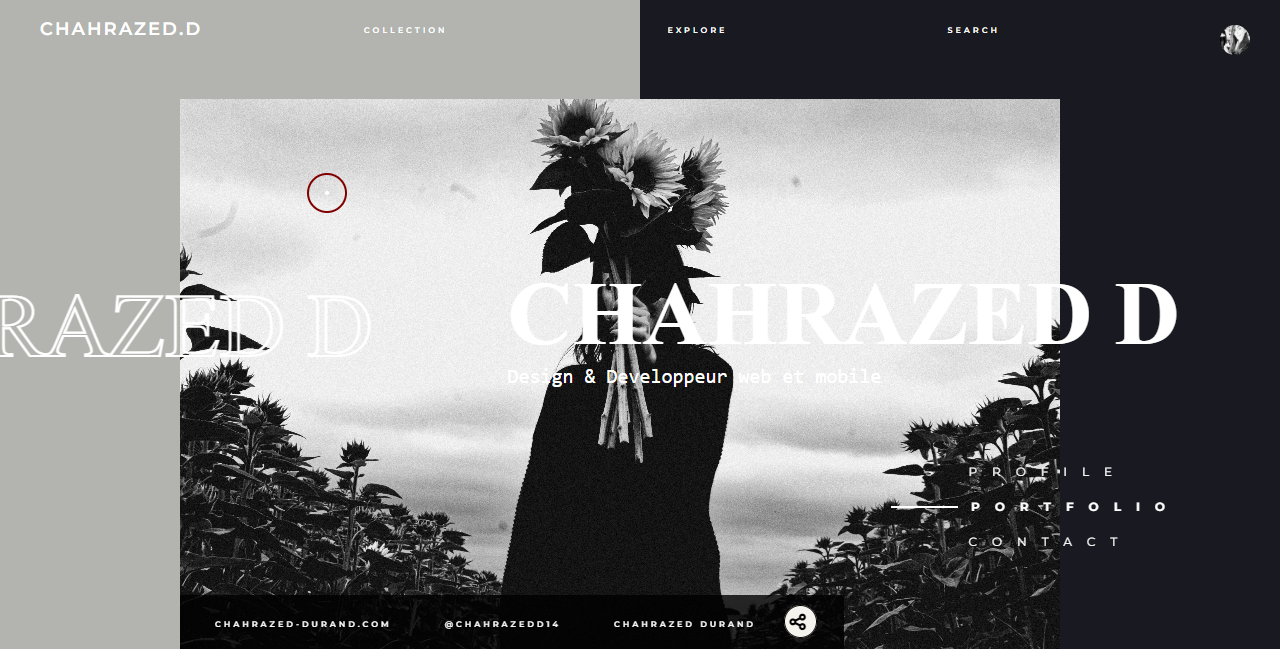 CHAHRAZED.D
COLLECTION
EXPLORE
SEARCH
RAZED D
CHAHRAZED D
Design & Developpeur web et mobile
PROFILE
PORTFOLIO
CONTACT
CHAHRAZED-DURAND.COM
@CHAHRAZEDD14
CHAHRAZED DURAND